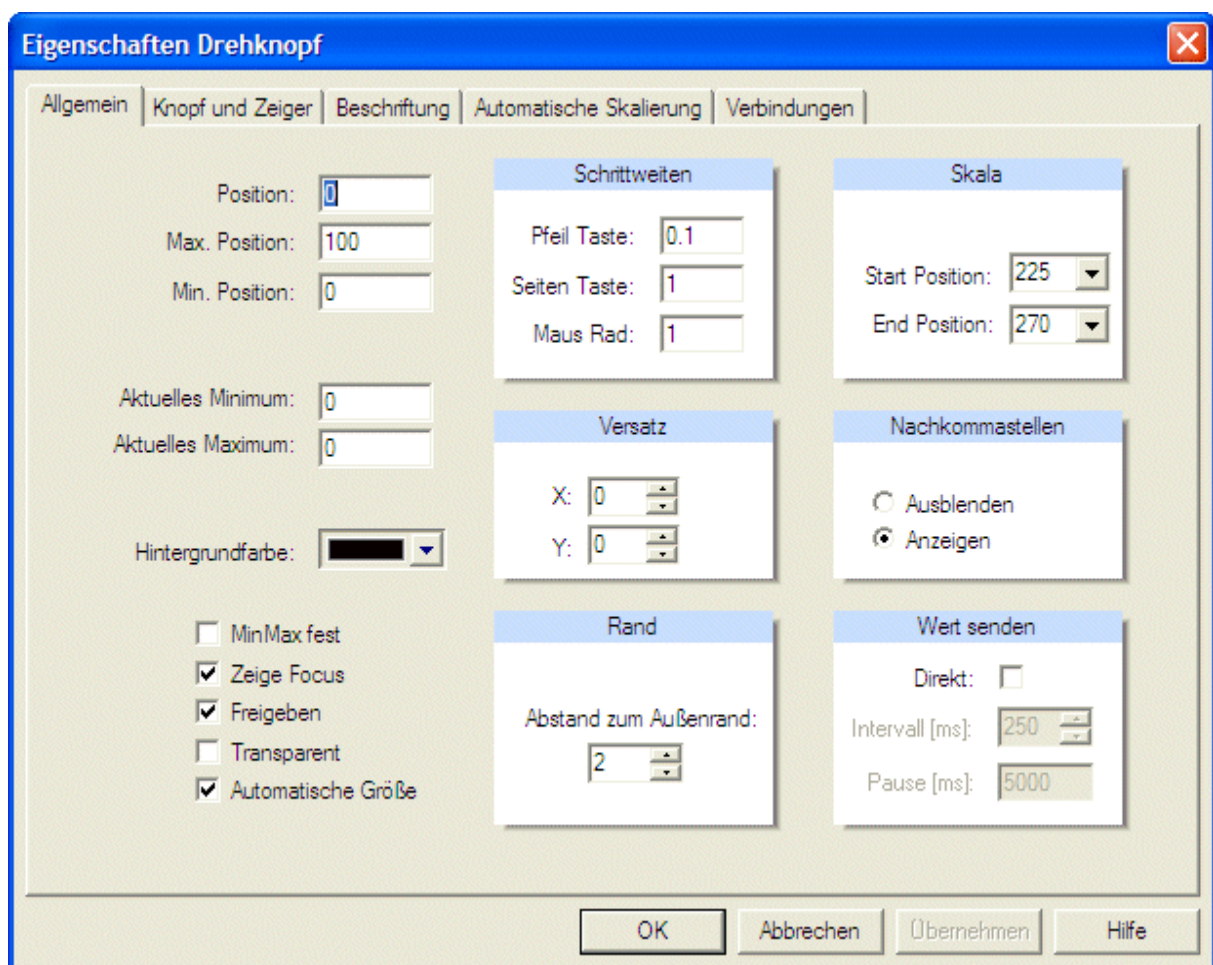 Eigenschaften Drehknopf
Allgemein Knopf und Zeiger Beschriftung Automatische Skalierung Verbindungen
Position: 0
Max. Position: 100
Min. Position: 0
Aktuelles Minimum: 0
Aktuelles Maximum: 0
Hintergrundfarbe:
MinMax fest
Zeige Focus
Freigeben
Transparent
Automatische Größe
Schrittweiten
Pfeil Taste: 0.1
Seiten Taste: 1
Maus Rad: 1
Versatz
X: 0
Y: 0
Rand
Abstand zum Außenrand:
2
Skala
Start Position: 225
End Position: 270
Nachkommastellen
Ausblenden
Anzeigen
Wert senden
Direkt:
Intervall [ms]: 250
Pause [ms]: 5000
OK Abbrechen Übernehmen Hilfe